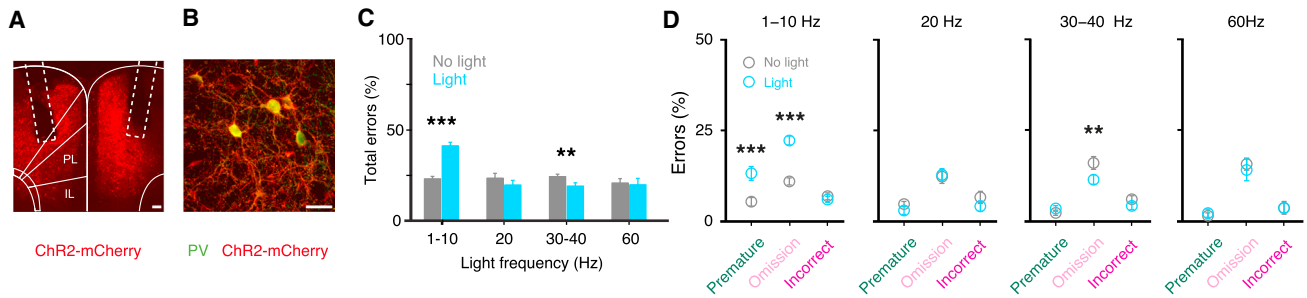 A
PL
IL
ChR2-mCherry
B
PV ChR2-mCherry
C
100
50
0
Total errors (%)
No light
Light
***
**
1-10 20 30-40 60
Light frequency (Hz)
D
1–10 Hz 20 Hz 30–40 Hz 60Hz
50
25
0
Errors (%)
No light
Light
***
***
**
Premature Omission Incorrect
Premature Omission Incorrect
Premature Omission Incorrect
Premature Omission Incorrect